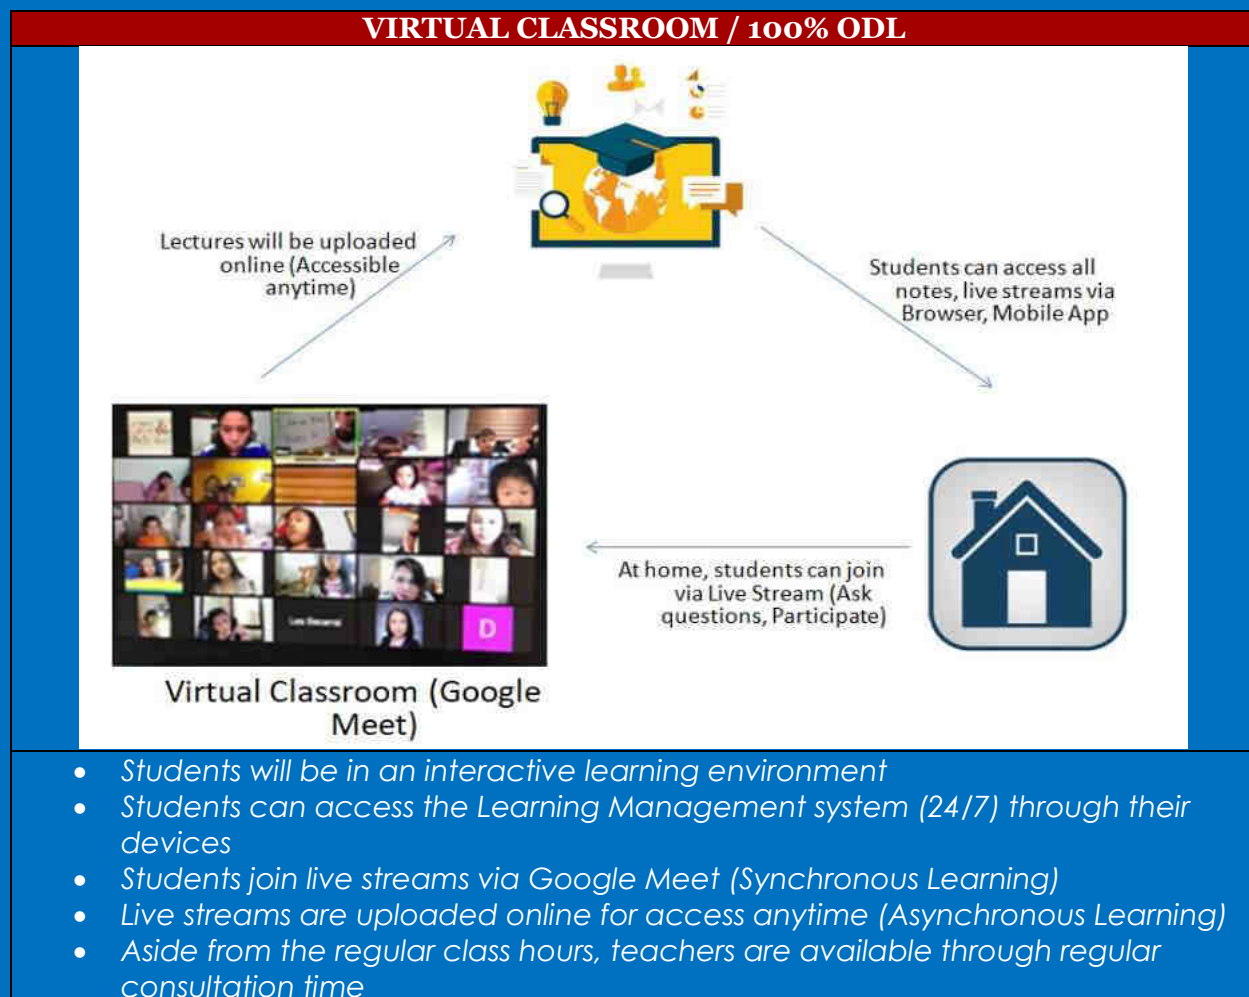 VIRTUAL CLASSROOM / 100% ODL
Lectures will be uploaded
online (Accessible
anytime)
Students can access all
notes, live streams via
Browser, Mobile App
At home, students can join
via Live Stream (Ask
questions, Participate)
D
Virtual Classroom (Google
Meet)
• Students will be in an interactive learning environment
• Students can access the Learning Management system (24/7) through their
devices
• Students join live streams via Google Meet (Synchronous Learning)
• Live streams are uploaded online for access anytime (Asynchronous Learning)
• Aside from the regular class hours, teachers are available through regular
consultation time